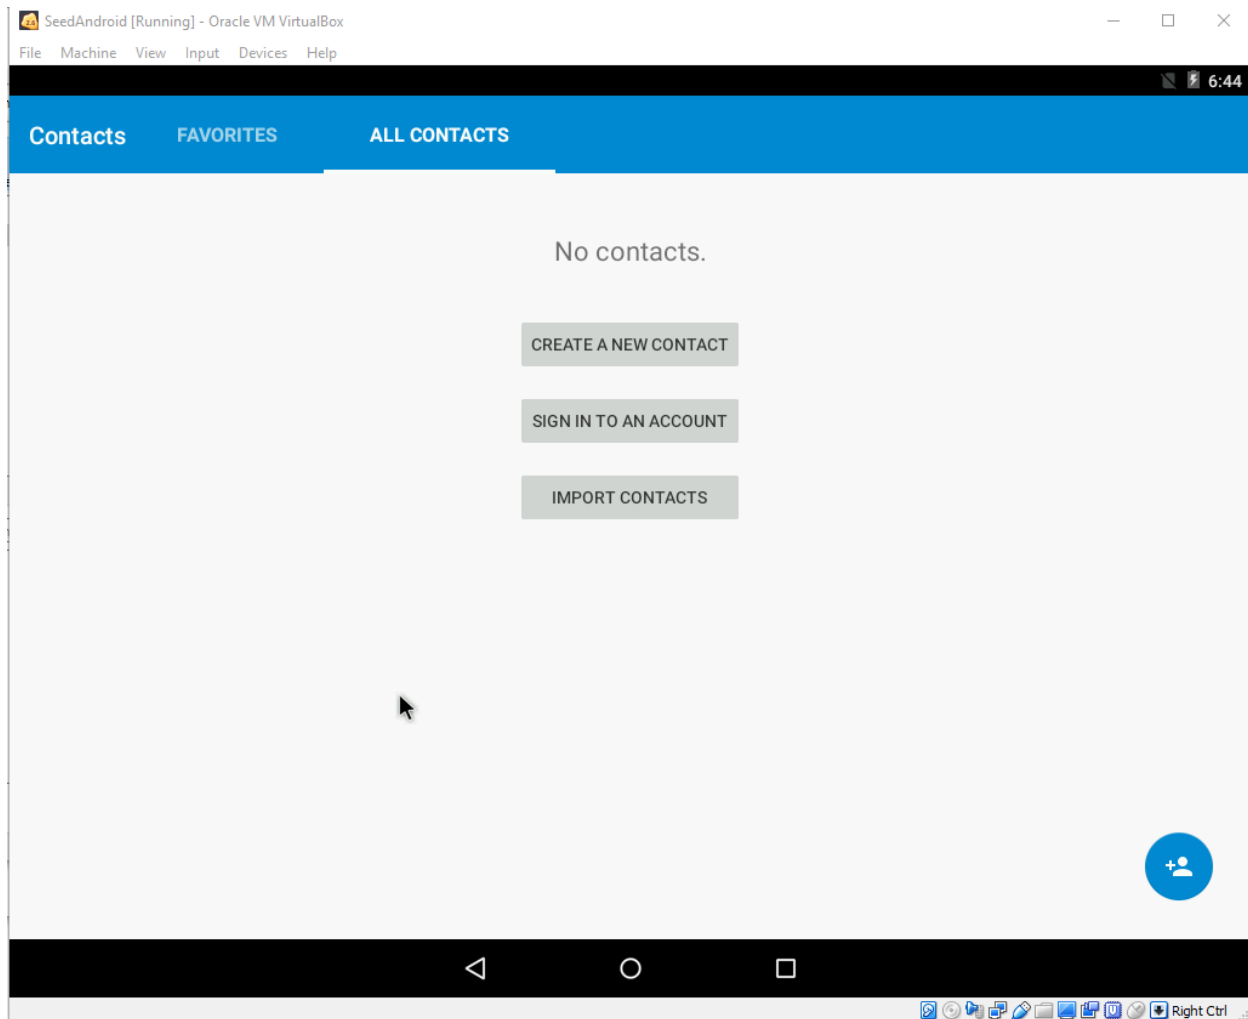 SeedAndroid [Running] - Oracle VM VirtualBox
File Machine View Input Devices Help
6:44
Contacts FAVORITES ALL CONTACTS
No contacts.
CREATE A NEW CONTACT
SIGN IN TO AN ACCOUNT
IMPORT CONTACTS
Right Ctrl